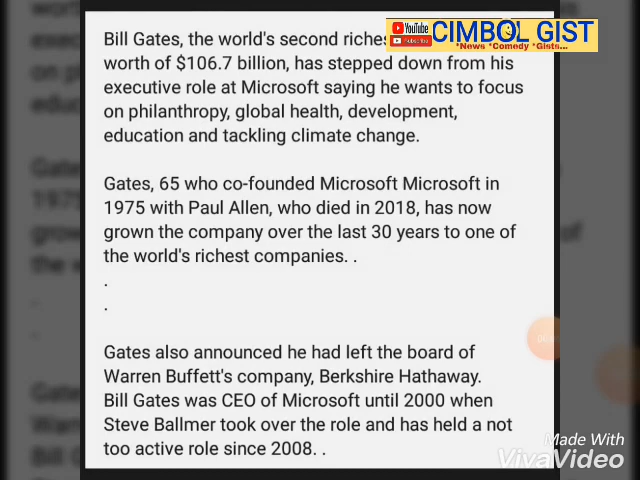 Bill Gates, the world's second
worth of $106.7 billion, has stepped down from his
executive role at Microsoft saying he wants to focus
on philanthropy, global health, development,
education and tackling climate change.
Gates, 65 who co-founded Microsoft Microsoft in
1975 with Paul Allen, who died in 2018, has now
grown the company over the last 30 years to one of
the world's richest companies. .
.
.
Gates also announced he had left the board of
Warren Buffett's company, Berkshire Hathaway.
Bill Gates was CEO of Microsoft until 2000 when
Steve Ballmer took over the role and has held a not
too active role since 2008. .
YouTube
Subscribe
CIMBOL GIST
*News *Comedy *Gists...
Made With
VivaVideo